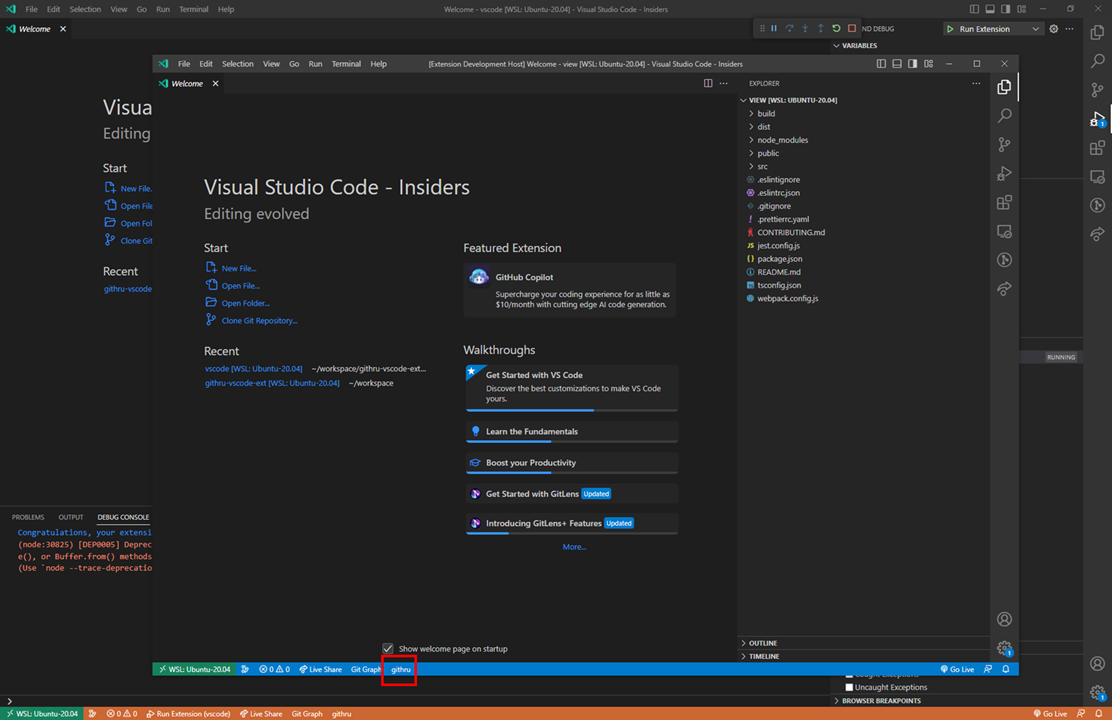 File Edit Selection View Go Run Terminal Help
Welcome - vscode [WSL: Ubuntu-20.04] - Visual Studio Code - Insiders
Welcome
ND DEBUG
Run Extension
VARIABLES
File Edit Selection View Go Run Terminal Help
[Extension Development Host] Welcome - view [WSL: Ubuntu-20.04] - Visual Studio Code - Insiders
Welcome
Visua
Editing
Start
New File.
Open File
Open Fol
Clone Git
Recent
githru-vscode
Visual Studio Code - Insiders
Editing evolved
Start
New File...
Open File...
Open Folder...
Clone Git Repository...
Recent
vscode [WSL: Ubuntu-20.04] ~/workspace/githru-vscode-ext...
githru-vscode-ext [WSL: Ubuntu-20.04] ~/workspace
Featured Extension
GitHub Copilot
Supercharge your coding experience for as little as
$10/month with cutting edge AI code generation.
Walkthroughs
Get Started with VS Code
Discover the best customizations to make VS Code
yours.
Learn the Fundamentals
Boost your Productivity
Get Started with GitLens Updated
Introducing GitLens+ Features Updated
More...
Show welcome page on startup
EXPLORER
VIEW [WSL: UBUNTU-20.04]
build
dist
node_modules
public
src
.eslintignore
.eslintrc.json
.gitignore
.prettierrc.yaml
CONTRIBUTING.md
jest.config.js
package.json
README.md
tsconfig.json
webpack.config.js
OUTLINE
TIMELINE
1
1
RUNNING
PROBLEMS OUTPUT DEBUG CONSOLE
Congratulations, your extensi
(node:30825) [DEP0005] Deprec
e(), or Buffer.from() methods
(Use `node --trace-deprecatio
WSL: Ubuntu-20.04 0 0 Live Share Git Graph githru Go Live
Caught Exceptions
Uncaught Exceptions
BROWSER BREAKPOINTS
1
WSL: Ubuntu-20.04 0 0 Run Extension (vscode) Live Share Git Graph githru Go Live